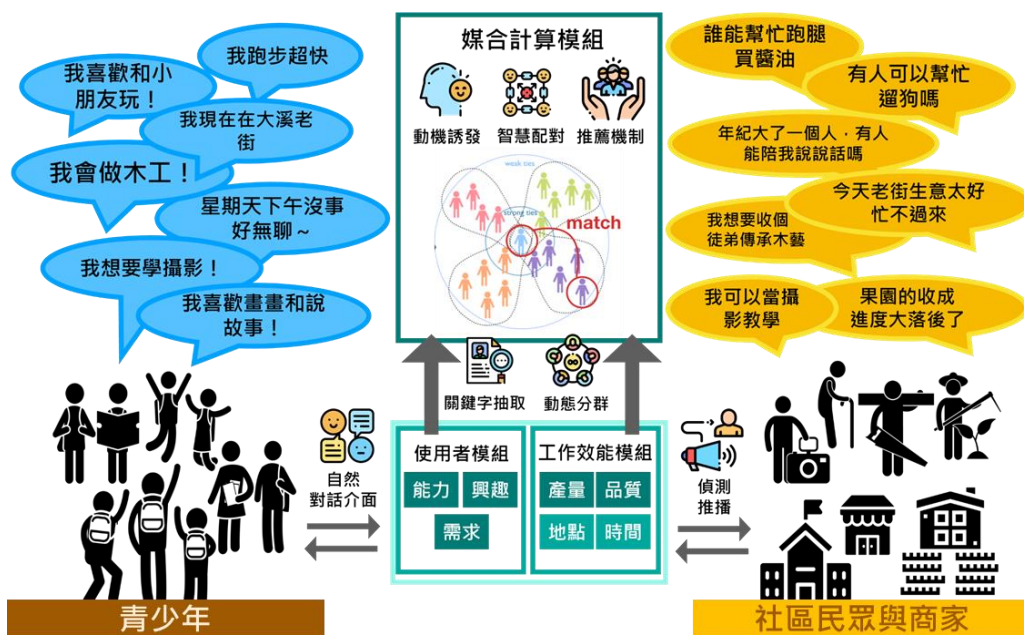 我喜歡和小
朋友玩！
我跑步超快
我現在在大溪老
街
我會做木工！
星期天下午沒事
好無聊～
我想要學攝影！
我喜歡畫畫和說
故事！
青少年
自然
對話介面
媒合計算模組
動機誘發
智慧配對
推薦機制
weak ties
strong ties
match
關鍵字抽取
動態分群
使用者模組
能力
興趣
需求
工作效能模組
產量
品質
地點
時間
偵測
推播
誰能幫忙跑腿
買醬油
有人可以幫忙
遛狗嗎
年紀大了一個人，有人
能陪我說說話嗎
今天老街生意太好
忙不過來
我想要收個
徒弟傳承木藝
我可以當攝
影教學
果園的收成
進度大落後了
社區民眾與商家